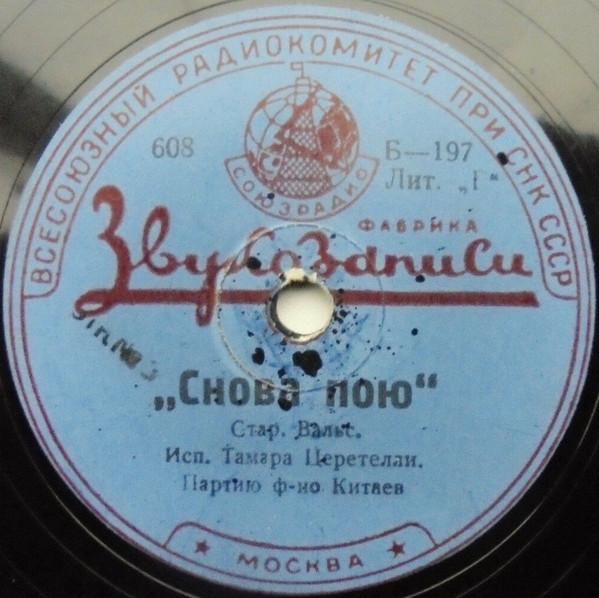 ВСЕСОЮЗНЫЙ РАДИОКОМИТЕТ ПРИ СНК СССР
СОЮЗРАДИО
608
Б—197
Лит. „Г“
ФАБРИКА
Звукозаписи
„Снова пою“
Стар. Вальс.
Исп. Тамара Церетелли.
Партию ф-но Китаев
МОСКВА